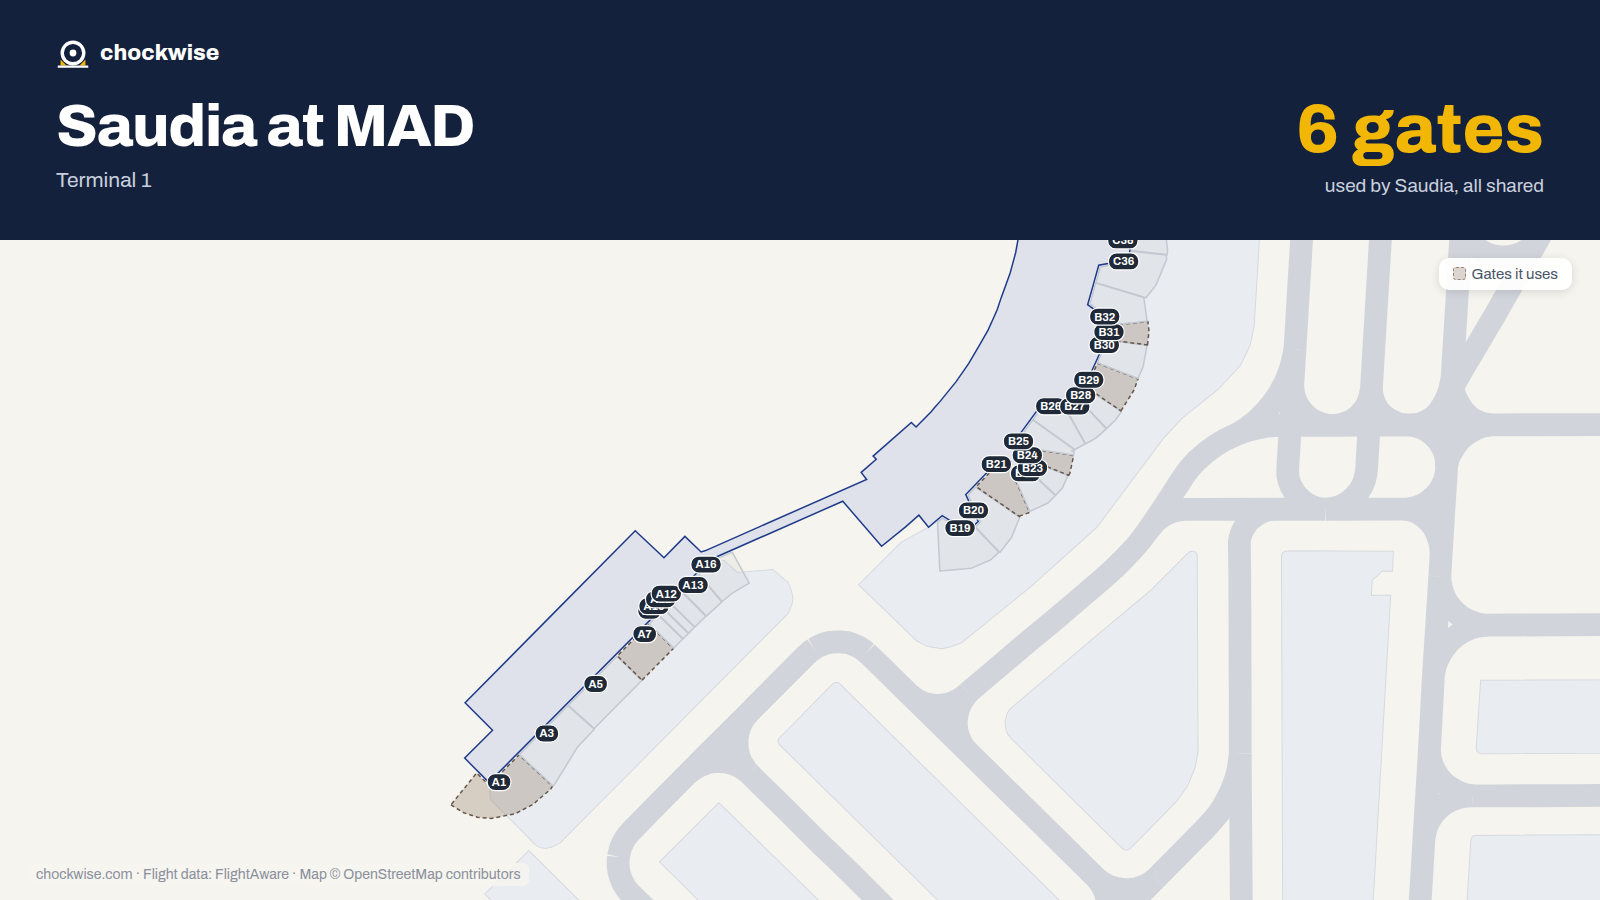 chockwise
Saudia at MAD
Terminal 1
6 gates
used by Saudia, all shared
Gates it uses
C36
B32
B31
B30
B29
B28
B26
B27
B25
B24
B21
B23
B20
B19
A16
A13
A12
A7
A5
A3
A1
chockwise.com · Flight data: FlightAware · Map © OpenStreetMap contributors